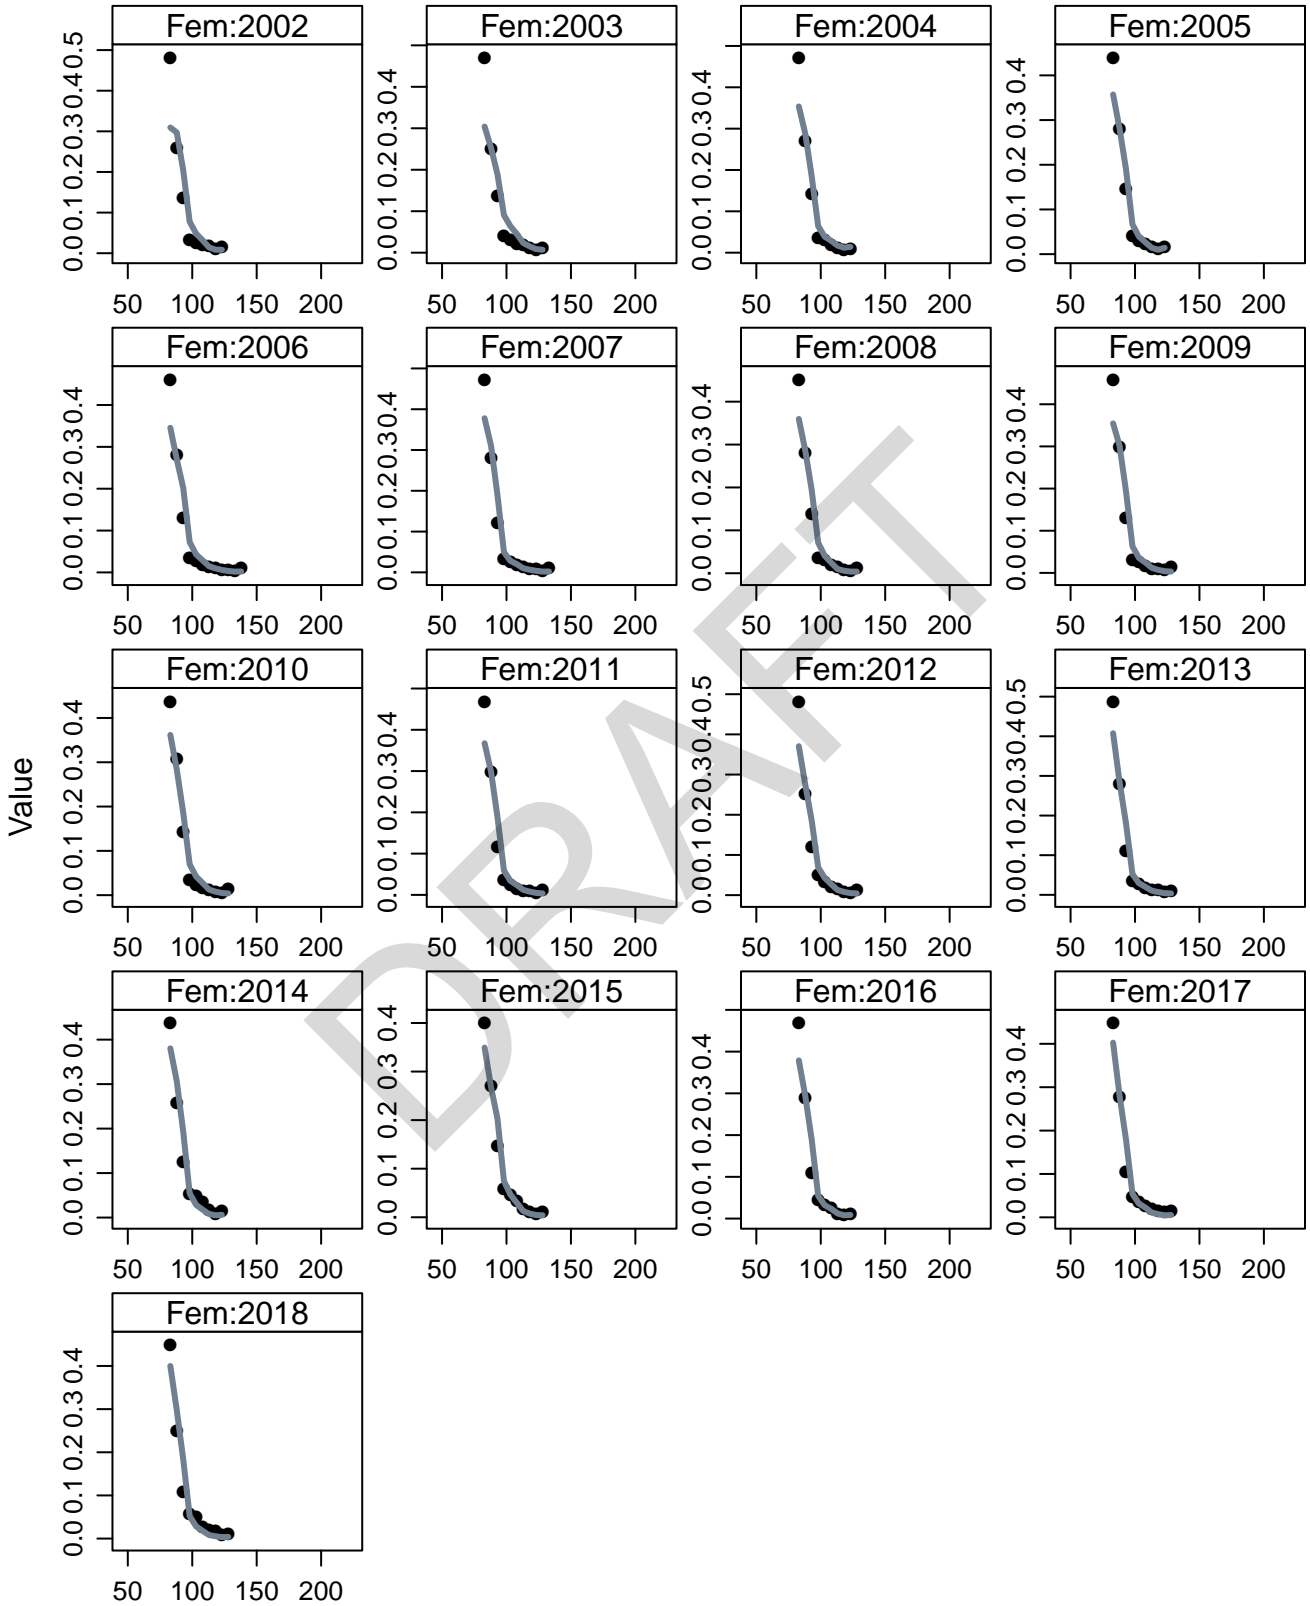 Fem:2002 Fem:2003 Fem:2004 Fem:2005
0.0 0.1 0.2 0.3 0.4 0.5
0.0 0.1 0.2 0.3 0.4
0.0 0.1 0.2 0.3 0.4
0.0 0.1 0.2 0.3 0.4
50 100 150 200 50 100 150 200 50 100 150 200 50 100 150 200
Fem:2006 Fem:2007 Fem:2008 Fem:2009
0.0 0.1 0.2 0.3 0.4
0.0 0.1 0.2 0.3 0.4
0.0 0.1 0.2 0.3 0.4
0.0 0.1 0.2 0.3 0.4
50 100 150 200 50 100 150 200 50 100 150 200 50 100 150 200
Value
Fem:2010 Fem:2011 Fem:2012 Fem:2013
0.0 0.1 0.2 0.3 0.4
0.0 0.1 0.2 0.3 0.4
0.0 0.1 0.2 0.3 0.4 0.5
0.0 0.1 0.2 0.3 0.4 0.5
50 100 150 200 50 100 150 200 50 100 150 200 50 100 150 200
DRAFT
Fem:2014 Fem:2015 Fem:2016 Fem:2017
0.0 0.1 0.2 0.3 0.4
0.0 0.1 0.2 0.3 0.4
0.0 0.1 0.2 0.3 0.4
0.0 0.1 0.2 0.3 0.4
50 100 150 200 50 100 150 200 50 100 150 200 50 100 150 200
Fem:2018
0.0 0.1 0.2 0.3 0.4
50 100 150 200